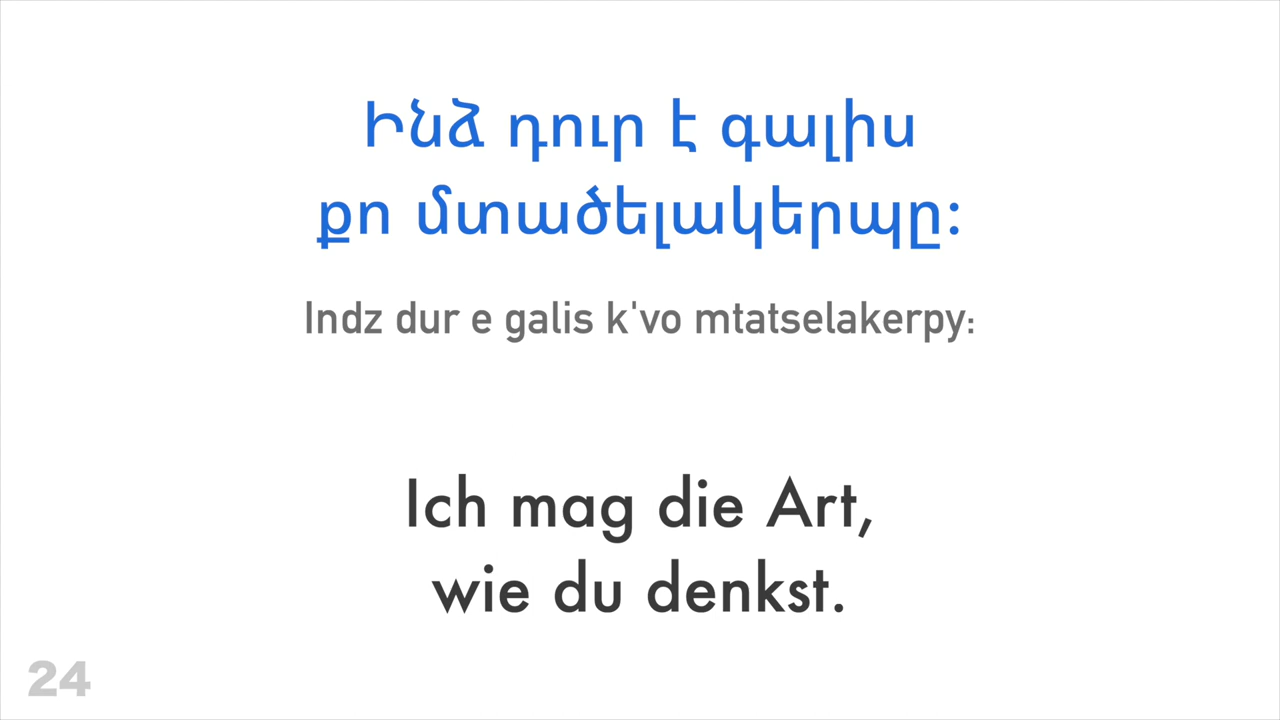 Ինձ դուր է գալիս
քո մտածելակերպը:
Indz dur e galis k'vo mtatselakerpy:
Ich mag die Art,
wie du denkst.
24